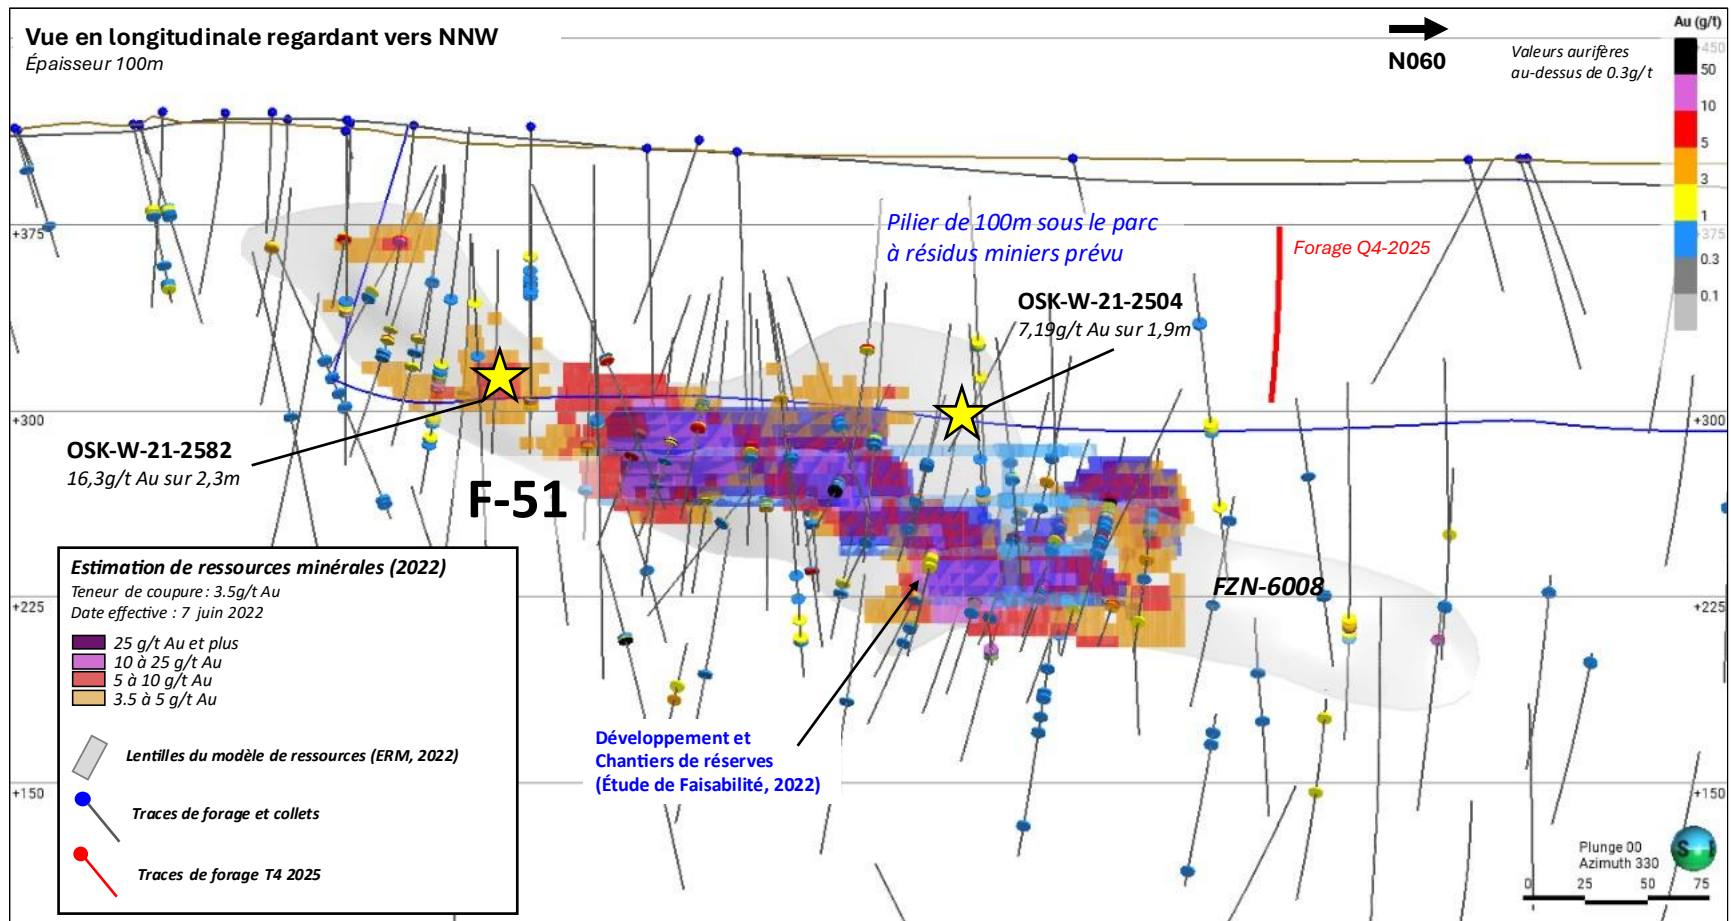 Vue en longitudinale regardant vers NNW
Épaisseur 100m
N060
Valeurs aurifères
au-dessus de 0.3g/t
Au (g/t)
450
50
10
5
3
1
375
0.3
0.1
+375
Pilier de 100m sous le parc
à résidus miniers prévu
Forage Q4-2025
OSK-W-21-2504
7,19g/t Au sur 1,9m
+300
+300
OSK-W-21-2582
16,3g/t Au sur 2,3m
F-51
Estimation de ressources minérales (2022)
Teneur de coupure : 3.5g/t Au
Date effective : 7 juin 2022
25 g/t Au et plus
10 à 25 g/t Au
5 à 10 g/t Au
3.5 à 5 g/t Au
Lentilles du modèle de ressources (ERM, 2022)
Traces de forage et collets
Traces de forage T4 2025
FZN-6008
+225
+225
Développement et
Chantiers de réserves
(Étude de Faisabilité, 2022)
+150
+150
Plunge 00
Azimuth 330
S
0 25 50 75